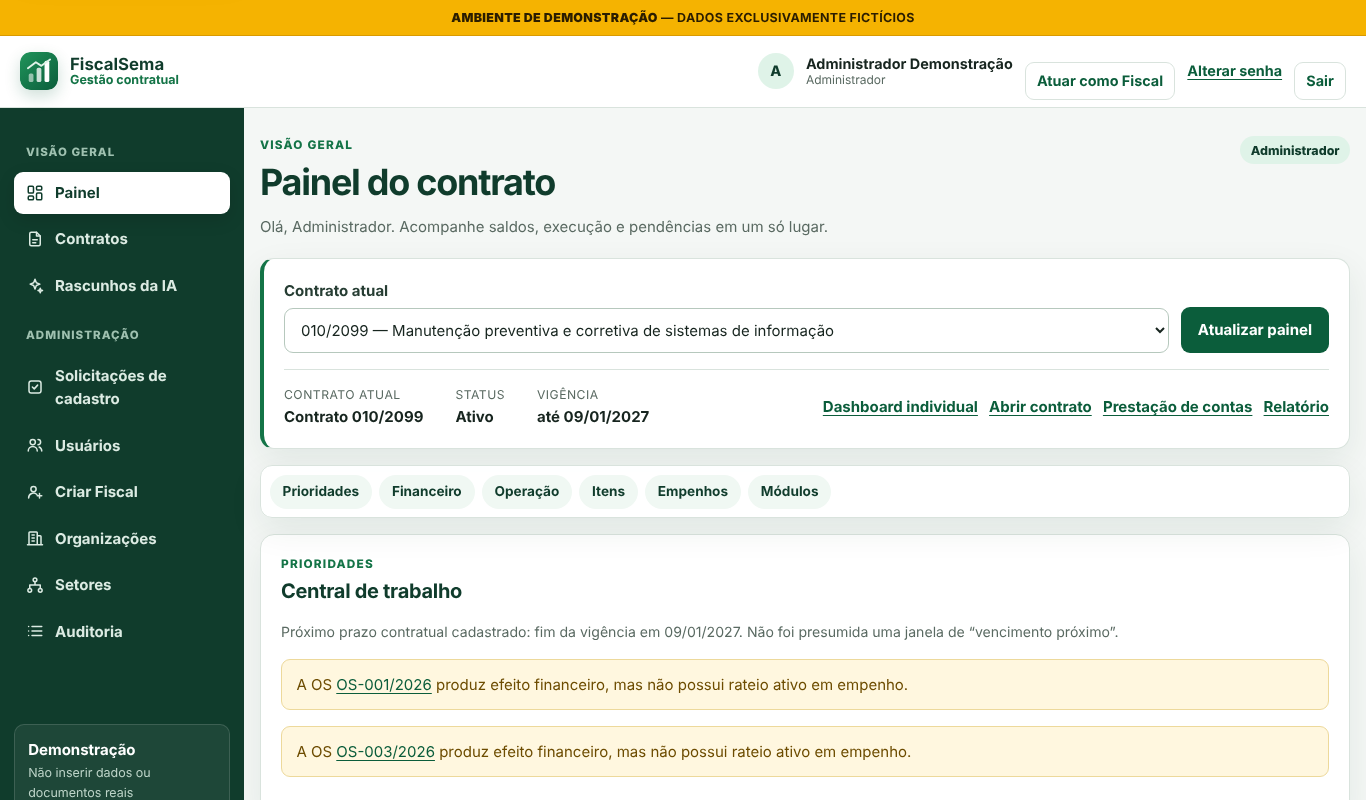 AMBIENTE DE DEMONSTRAÇÃO — DADOS EXCLUSIVAMENTE FICTÍCIOS
FiscalSema
Gestão contratual
A
Administrador Demonstração
Administrador
Atuar como Fiscal
Alterar senha
Sair
VISÃO GERAL
Painel
Contratos
Rascunhos da IA
ADMINISTRAÇÃO
Solicitações de
cadastro
Usuários
Criar Fiscal
Organizações
Setores
Auditoria
Demonstração
Não inserir dados ou
documentos reais
VISÃO GERAL
Administrador
Painel do contrato
Olá, Administrador. Acompanhe saldos, execução e pendências em um só lugar.
Contrato atual
010/2099 — Manutenção preventiva e corretiva de sistemas de informação
Atualizar painel
CONTRATO ATUAL
Contrato 010/2099
STATUS
Ativo
VIGÊNCIA
até 09/01/2027
Dashboard individual
Abrir contrato
Prestação de contas
Relatório
Prioridades
Financeiro
Operação
Itens
Empenhos
Módulos
PRIORIDADES
Central de trabalho
Próximo prazo contratual cadastrado: fim da vigência em 09/01/2027. Não foi presumida uma janela de “vencimento próximo”.
A OS OS-001/2026 produz efeito financeiro, mas não possui rateio ativo em empenho.
A OS OS-003/2026 produz efeito financeiro, mas não possui rateio ativo em empenho.